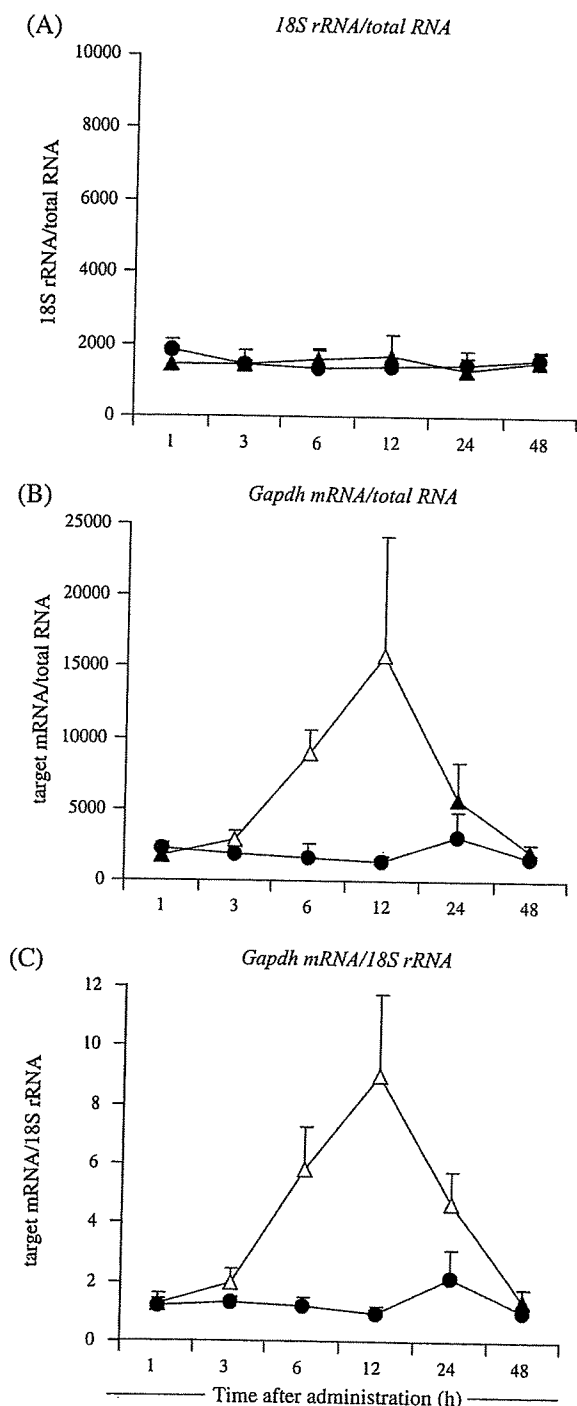 (A)
18S rRNA/total RNA
10000
8000
6000
4000
2000
0
18S rRNA/total RNA
1 3 6 12 24 48
(B)
Gapdh mRNA/total RNA
25000
20000
15000
10000
5000
0
target mRNA/total RNA
1 3 6 12 24 48
(C)
Gapdh mRNA/18S rRNA
12
10
8
6
4
2
0
target mRNA/18S rRNA
1 3 6 12 24 48
Time after administration (h)